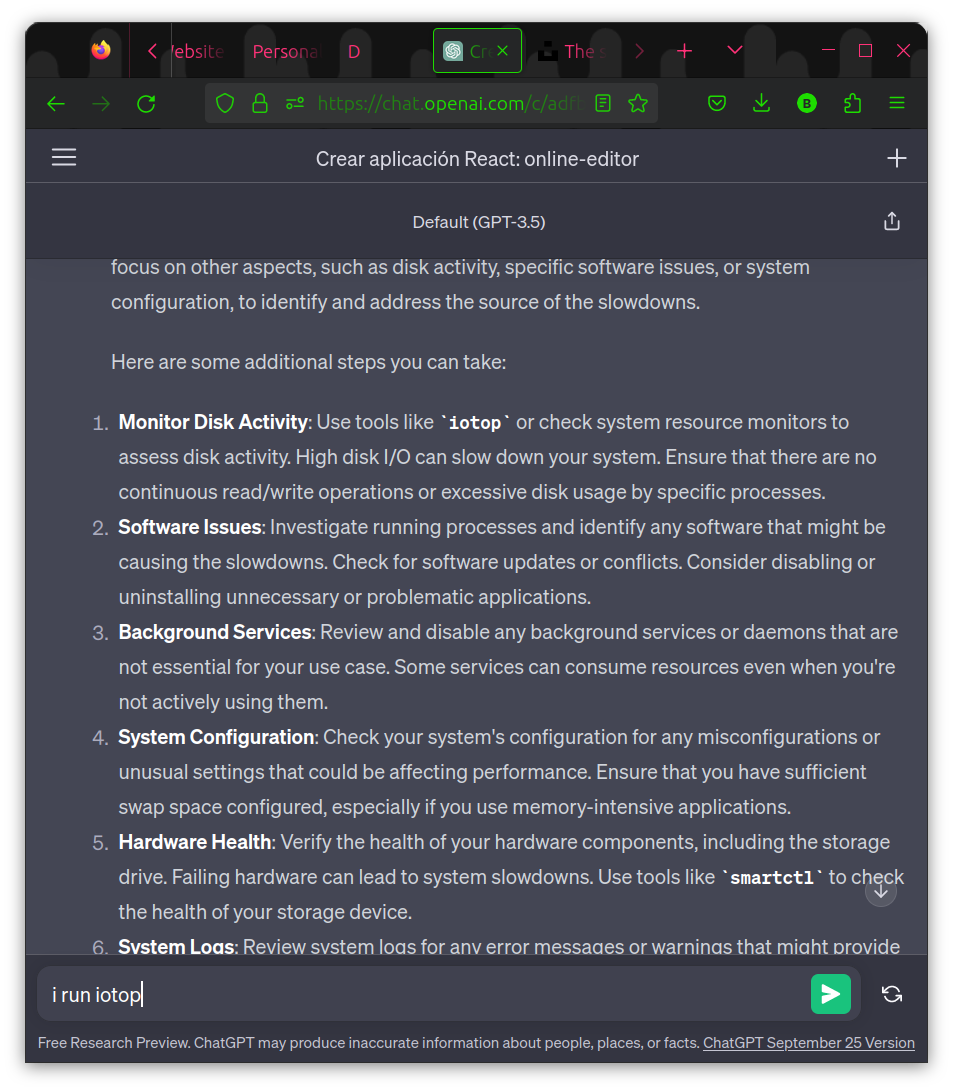 ebsite Persona D Cr The s
https://chat.openai.com/c/adfb B
Crear aplicación React: online-editor
Default (GPT-3.5)
focus on other aspects, such as disk activity, specific software issues, or system
configuration, to identify and address the source of the slowdowns.
Here are some additional steps you can take:
1. Monitor Disk Activity: Use tools like `iotop` or check system resource monitors to
assess disk activity. High disk I/O can slow down your system. Ensure that there are no
continuous read/write operations or excessive disk usage by specific processes.
2. Software Issues: Investigate running processes and identify any software that might be
causing the slowdowns. Check for software updates or conflicts. Consider disabling or
uninstalling unnecessary or problematic applications.
3. Background Services: Review and disable any background services or daemons that are
not essential for your use case. Some services can consume resources even when you're
not actively using them.
4. System Configuration: Check your system's configuration for any misconfigurations or
unusual settings that could be affecting performance. Ensure that you have sufficient
swap space configured, especially if you use memory-intensive applications.
5. Hardware Health: Verify the health of your hardware components, including the storage
drive. Failing hardware can lead to system slowdowns. Use tools like `smartctl` to check
the health of your storage device.
6. System Logs: Review system logs for any error messages or warnings that might provide
i run iotop
Free Research Preview. ChatGPT may produce inaccurate information about people, places, or facts. ChatGPT September 25 Version